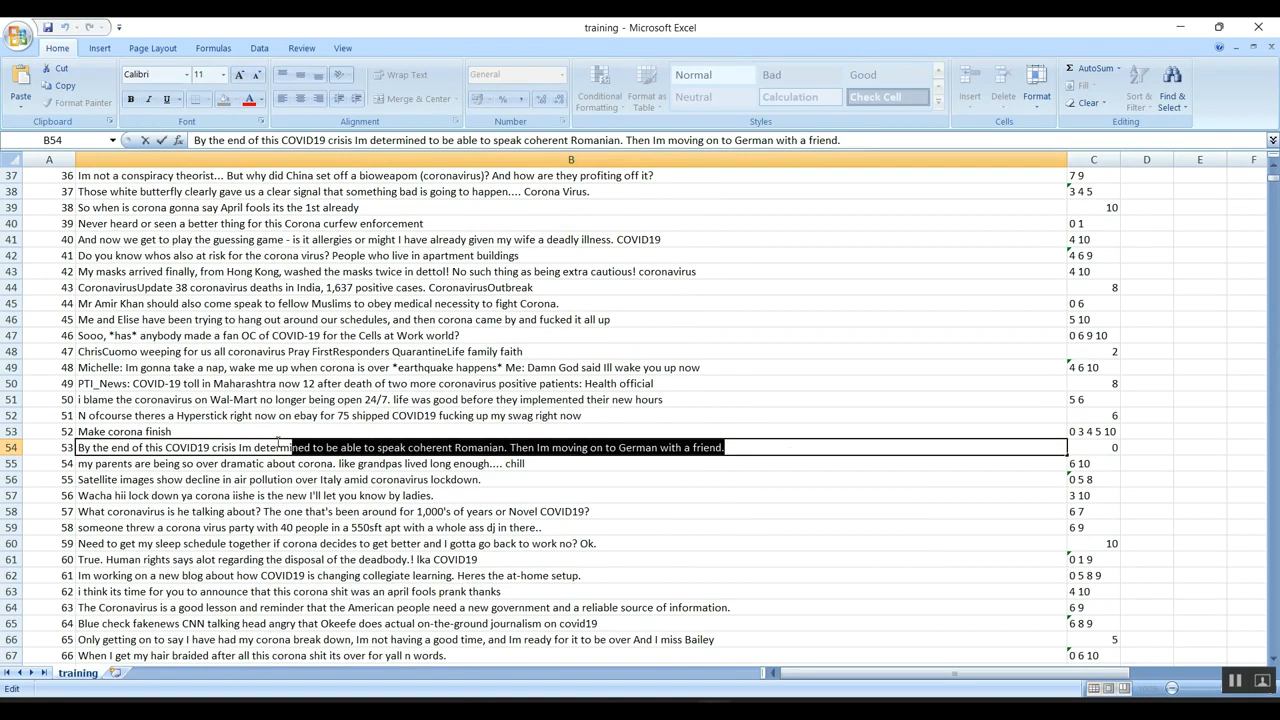 training - Microsoft Excel
Home Insert Page Layout Formulas Data Review View
Paste
Cut
Copy
Format Painter
Clipboard
Calibri 11
B I U
Font
Wrap Text
Merge & Center
Alignment
General
Number
Conditional Formatting
Format as Table
Normal Bad Good
Neutral Calculation Check Cell
Styles
Insert Delete Format
Cells
AutoSum
Fill
Clear
Sort & Filter
Find & Select
Editing
B54 By the end of this COVID19 crisis Im determined to be able to speak coherent Romanian. Then Im moving on to German with a friend.
A B C D E F
37 36 Im not a conspiracy theorist... But why did China set off a bioweapom (coronavirus)? And how are they profiting off it? 7 9
38 37 Those white butterfly clearly gave us a clear signal that something bad is going to happen.... Corona Virus. 3 4 5
39 38 So when is corona gonna say April fools its the 1st already 10
40 39 Never heard or seen a better thing for this Corona curfew enforcement 0 1
41 40 And now we get to play the guessing game - is it allergies or might I have already given my wife a deadly illness. COVID19 4 10
42 41 Do you know whos also at risk for the corona virus? People who live in apartment buildings 4 6 9
43 42 My masks arrived finally, from Hong Kong, washed the masks twice in dettol! No such thing as being extra cautious! coronavirus 4 10
44 43 CoronavirusUpdate 38 coronavirus deaths in India, 1,637 positive cases. CoronavirusOutbreak 8
45 44 Mr Amir Khan should also come speak to fellow Muslims to obey medical necessity to fight Corona. 0 6
46 45 Me and Elise have been trying to hang out around our schedules, and then corona came by and fucked it all up 5 10
47 46 Sooo, *has* anybody made a fan OC of COVID-19 for the Cells at Work world? 0 6 9 10
48 47 ChrisCuomo weeping for us all coronavirus Pray FirstResponders QuarantineLife family faith 2
49 48 Michelle: Im gonna take a nap, wake me up when corona is over *earthquake happens* Me: Damn God said Ill wake you up now 4 6 10
50 49 PTI_News: COVID-19 toll in Maharashtra now 12 after death of two more coronavirus positive patients: Health official 8
51 50 i blame the coronavirus on Wal-Mart no longer being open 24/7. life was good before they implemented their new hours 5 6
52 51 N ofcourse theres a Hyperstick right now on ebay for 75 shipped COVID19 fucking up my swag right now 6
53 52 Make corona finish 0 3 4 5 10
54 53 By the end of this COVID19 crisis Im determined to be able to speak coherent Romanian. Then Im moving on to German with a friend. 0
55 54 my parents are being so over dramatic about corona. like grandpas lived long enough.... chill 6 10
56 55 Satellite images show decline in air pollution over Italy amid coronavirus lockdown. 0 5 8
57 56 Wacha hii lock down ya corona iishe is the new I'll let you know by ladies. 3 10
58 57 What coronavirus is he talking about? The one that's been around for 1,000's of years or Novel COVID19? 6 7
59 58 someone threw a corona virus party with 40 people in a 550sft apt with a whole ass dj in there.. 6 9
60 59 Need to get my sleep schedule together if corona decides to get better and I gotta go back to work no? Ok. 10
61 60 True. Human rights says alot regarding the disposal of the deadbody.! lka COVID19 0 1 9
62 61 Im working on a new blog about how COVID19 is changing collegiate learning. Heres the at-home setup. 0 5 8 9
63 62 i think its time for you to announce that this corona shit was an april fools prank thanks 4 10
64 63 The Coronavirus is a good lesson and reminder that the American people need a new government and a reliable source of information. 6 9
65 64 Blue check fakenews CNN talking head angry that Okeefe does actual on-the-ground journalism on covid19 6 8 9
66 65 Only getting on to say I have had my corona break down, Im not having a good time, and Im ready for it to be over And I miss Bailey 5
67 66 When I get my hair braided after all this corona shit its over for yall n words. 0 6 10
training
Edit 100%